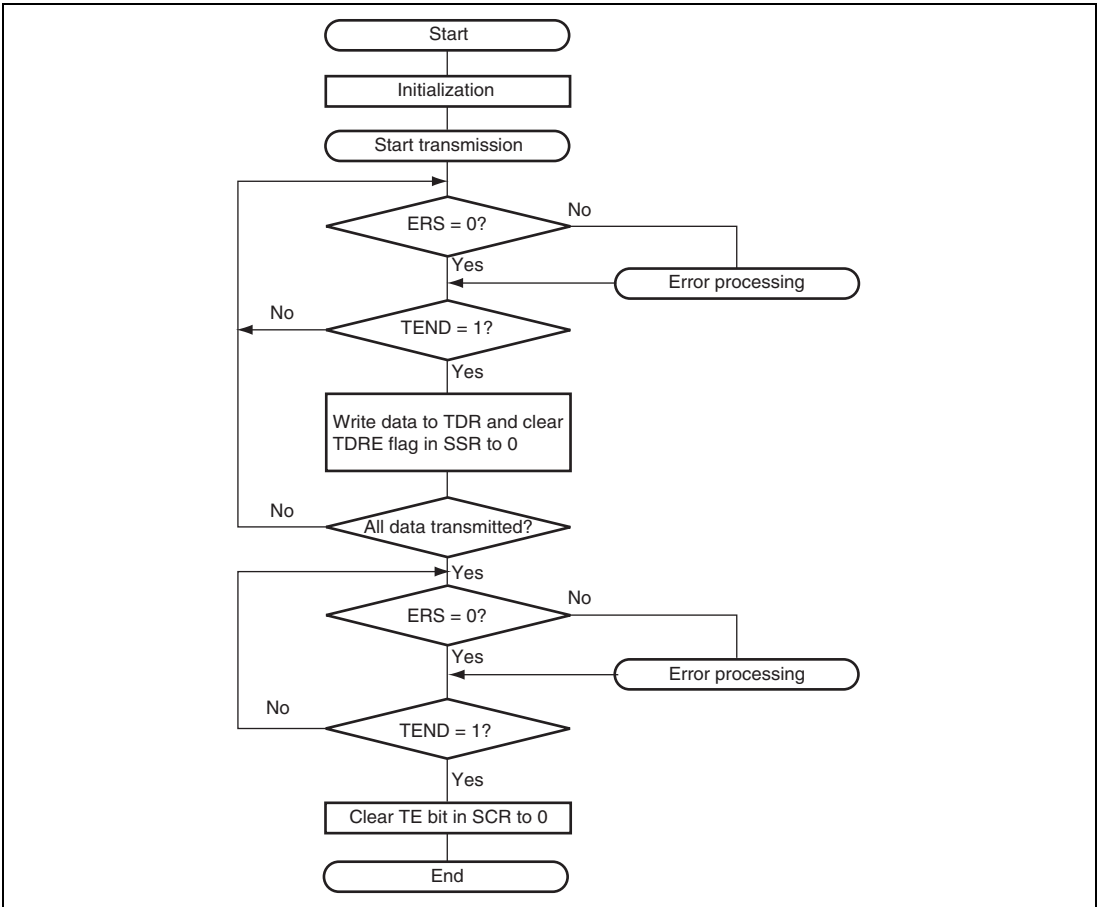 Start
Initialization
Start transmission
ERS = 0?
No
Yes
Error processing
No
TEND = 1?
Yes
Write data to TDR and clear
TDRE flag in SSR to 0
No
All data transmitted?
Yes
ERS = 0?
No
Yes
Error processing
No
TEND = 1?
Yes
Clear TE bit in SCR to 0
End